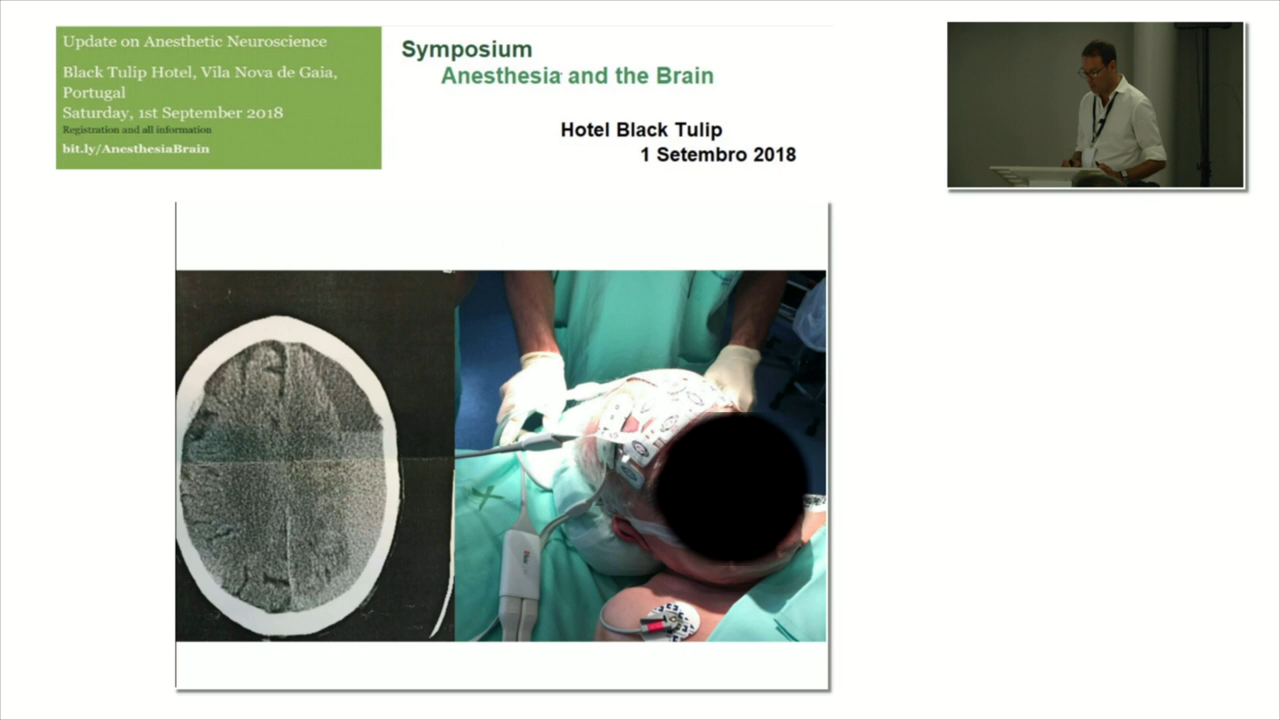 Update on Anesthetic Neuroscience
Black Tulip Hotel, Vila Nova de Gaia,
Portugal
Saturday, 1st September 2018
Registration and all information
bit.ly/AnesthesiaBrain
Symposium
Anesthesia and the Brain
Hotel Black Tulip
1 Setembro 2018